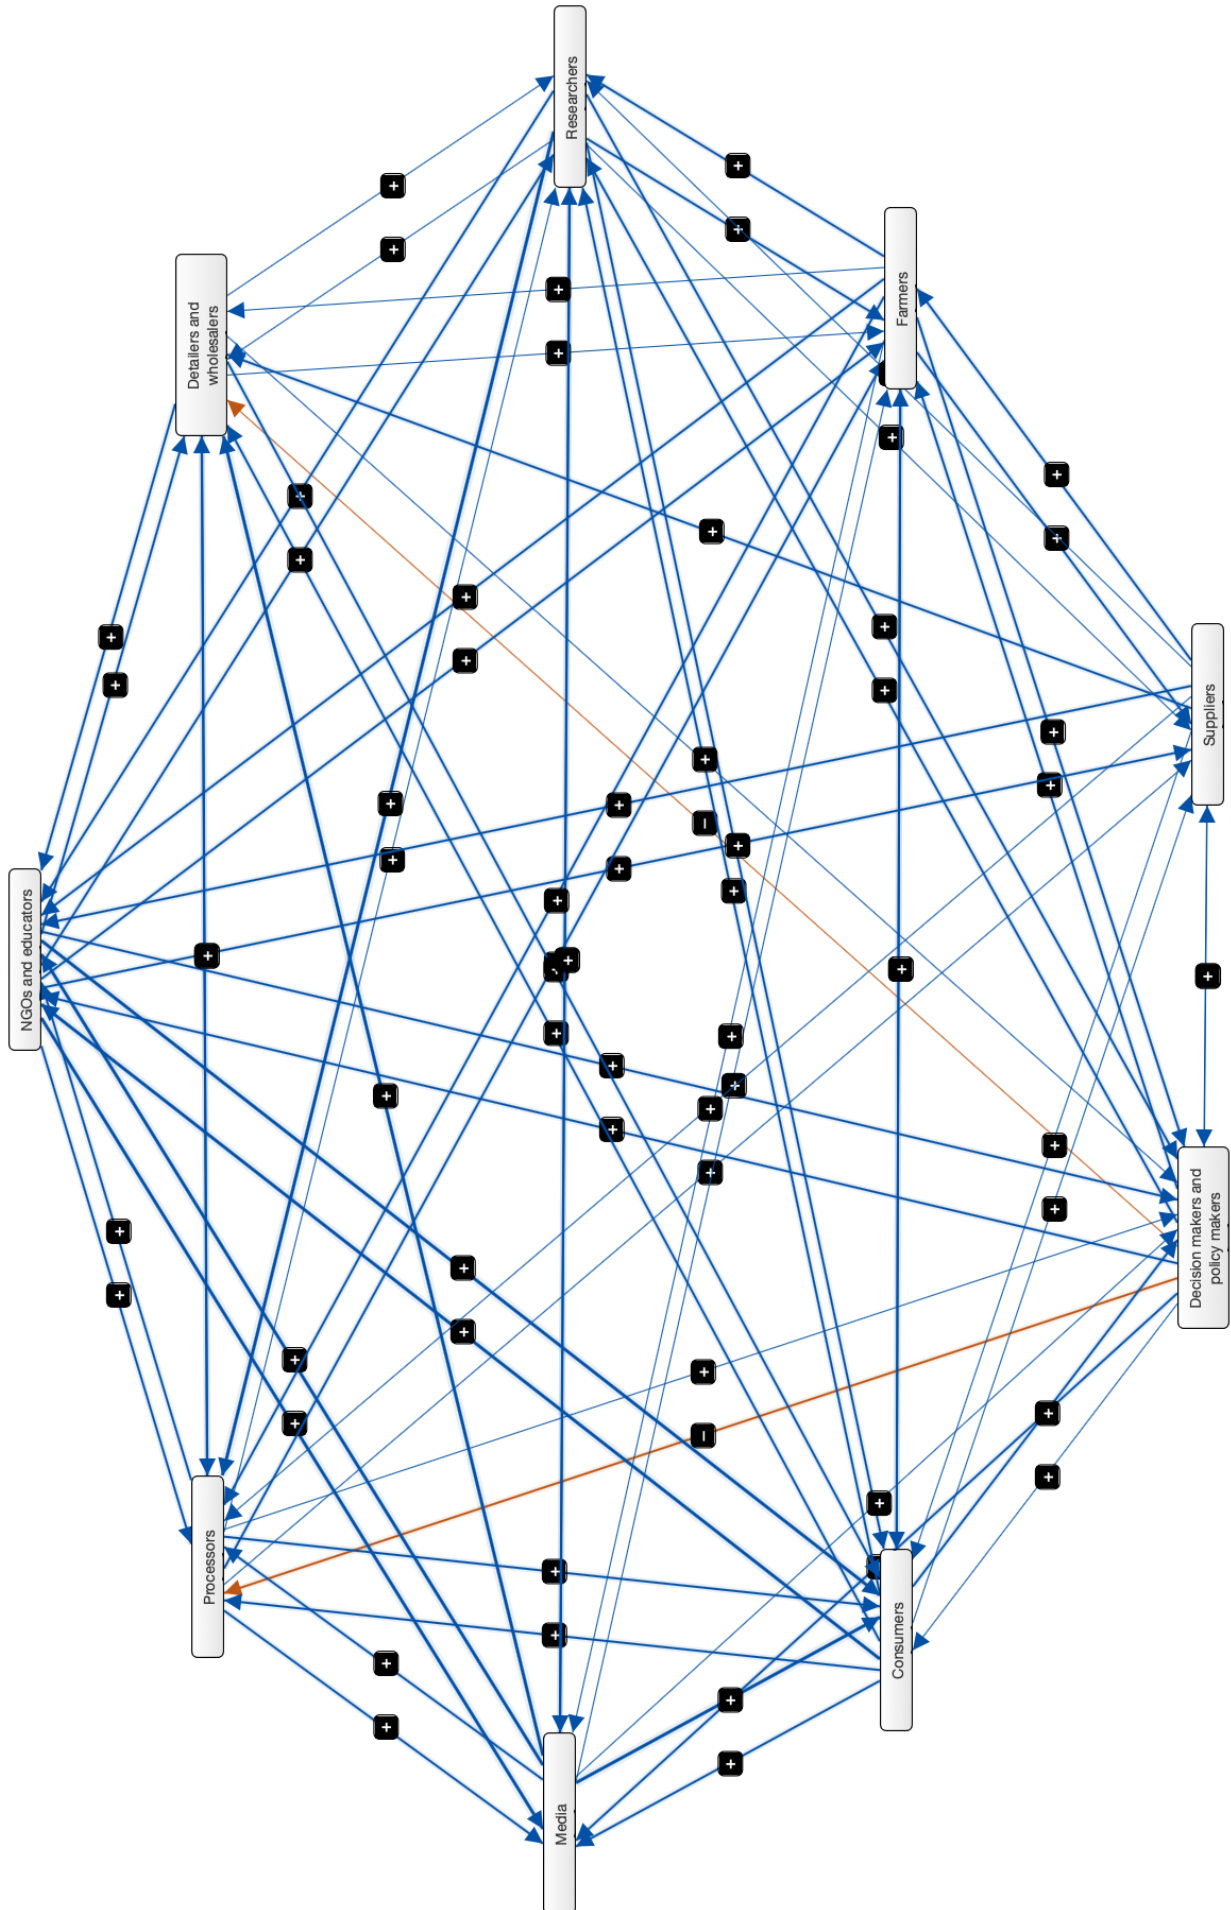 Researchers
Farmers
Detailers and
wholesalers
Suppliers
NGOs and educators
Decision makers and
policy makers
Processors
Consumers
Media